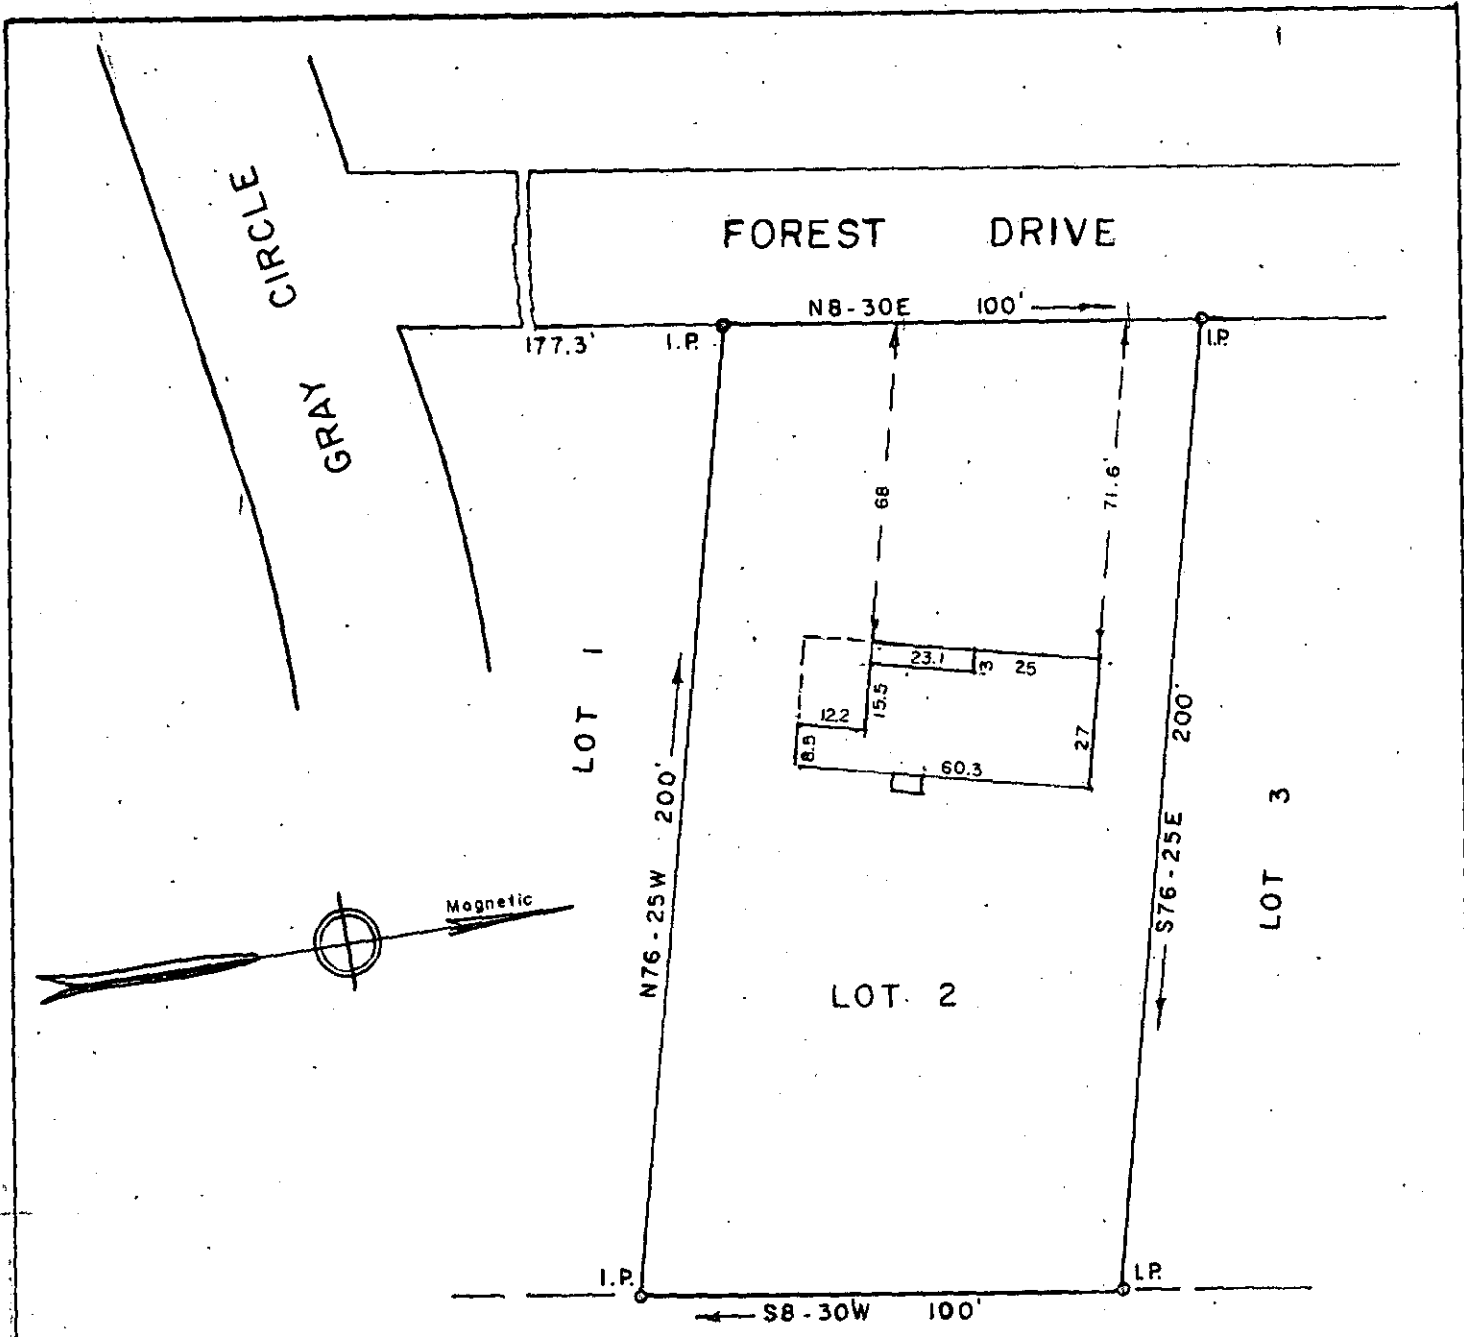 GRAY CIRCLE
FOREST DRIVE
N8-30E 100'
177.3'
I.P.
I.P.
68
71.6'
23.1
3
25
12.2
15.5
8.5
27
60.3
LOT 1
N76-25W 200'
200'
S76-25E
LOT 3
Magnetic
LOT 2
I.P.
I.P.
S8-30W 100'